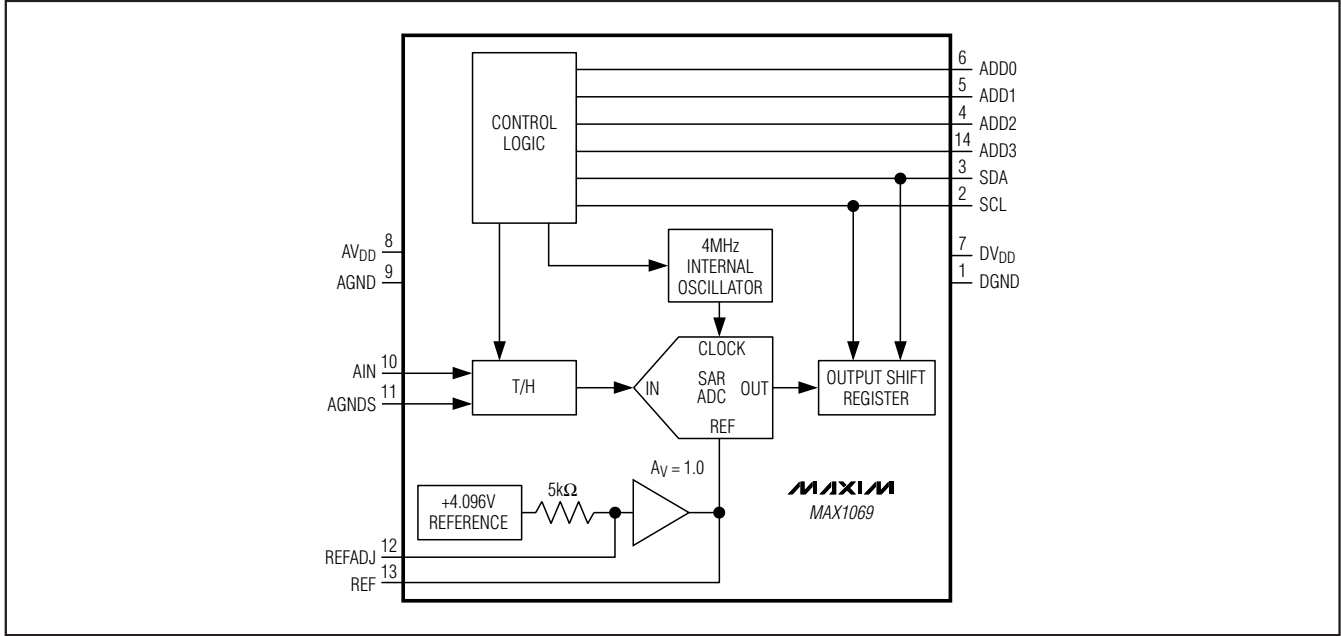 CONTROL
LOGIC
6
ADD0
5
ADD1
4
ADD2
14
ADD3
3
SDA
2
SCL
AVDD
8
AGND
9
4MHz
INTERNAL
OSCILLATOR
7
DVDD
1
DGND
AIN
10
AGNDS
11
T/H
CLOCK
IN
SAR
ADC
OUT
REF
OUTPUT SHIFT
REGISTER
AV = 1.0
+4.096V
REFERENCE
5kΩ
MAXIM
MAX1069
REFADJ
12
REF
13